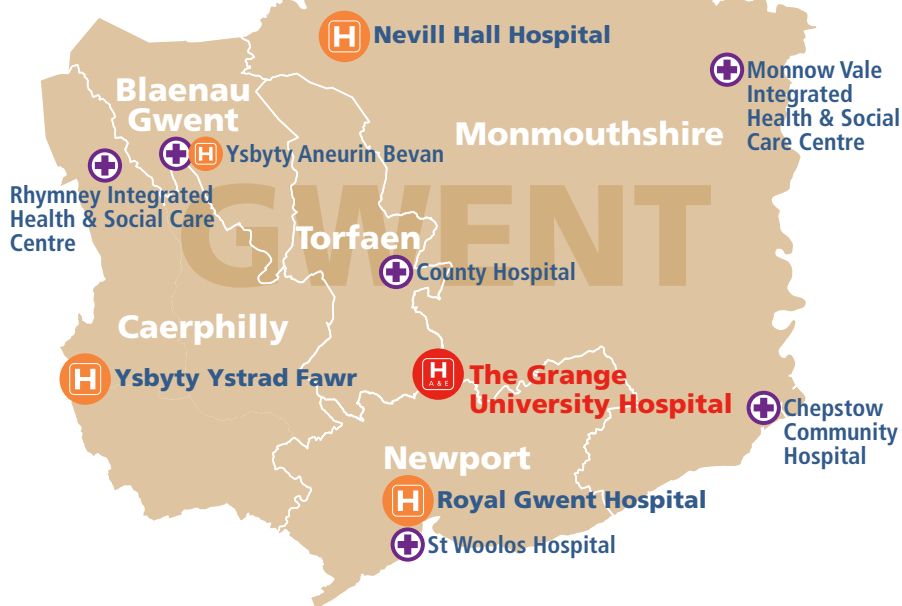 H Nevill Hall Hospital
Monnow Vale
Integrated
Health & Social
Care Centre
Blaenau
Gwent
Monmouthshire
H Ysbyty Aneurin Bevan
Rhymney Integrated
Health & Social Care
Centre
GWENT
Torfaen
County Hospital
Caerphilly
H Ysbyty Ystrad Fawr
H
A & E
The Grange
University Hospital
Chepstow
Community
Hospital
Newport
H Royal Gwent Hospital
St Woolos Hospital